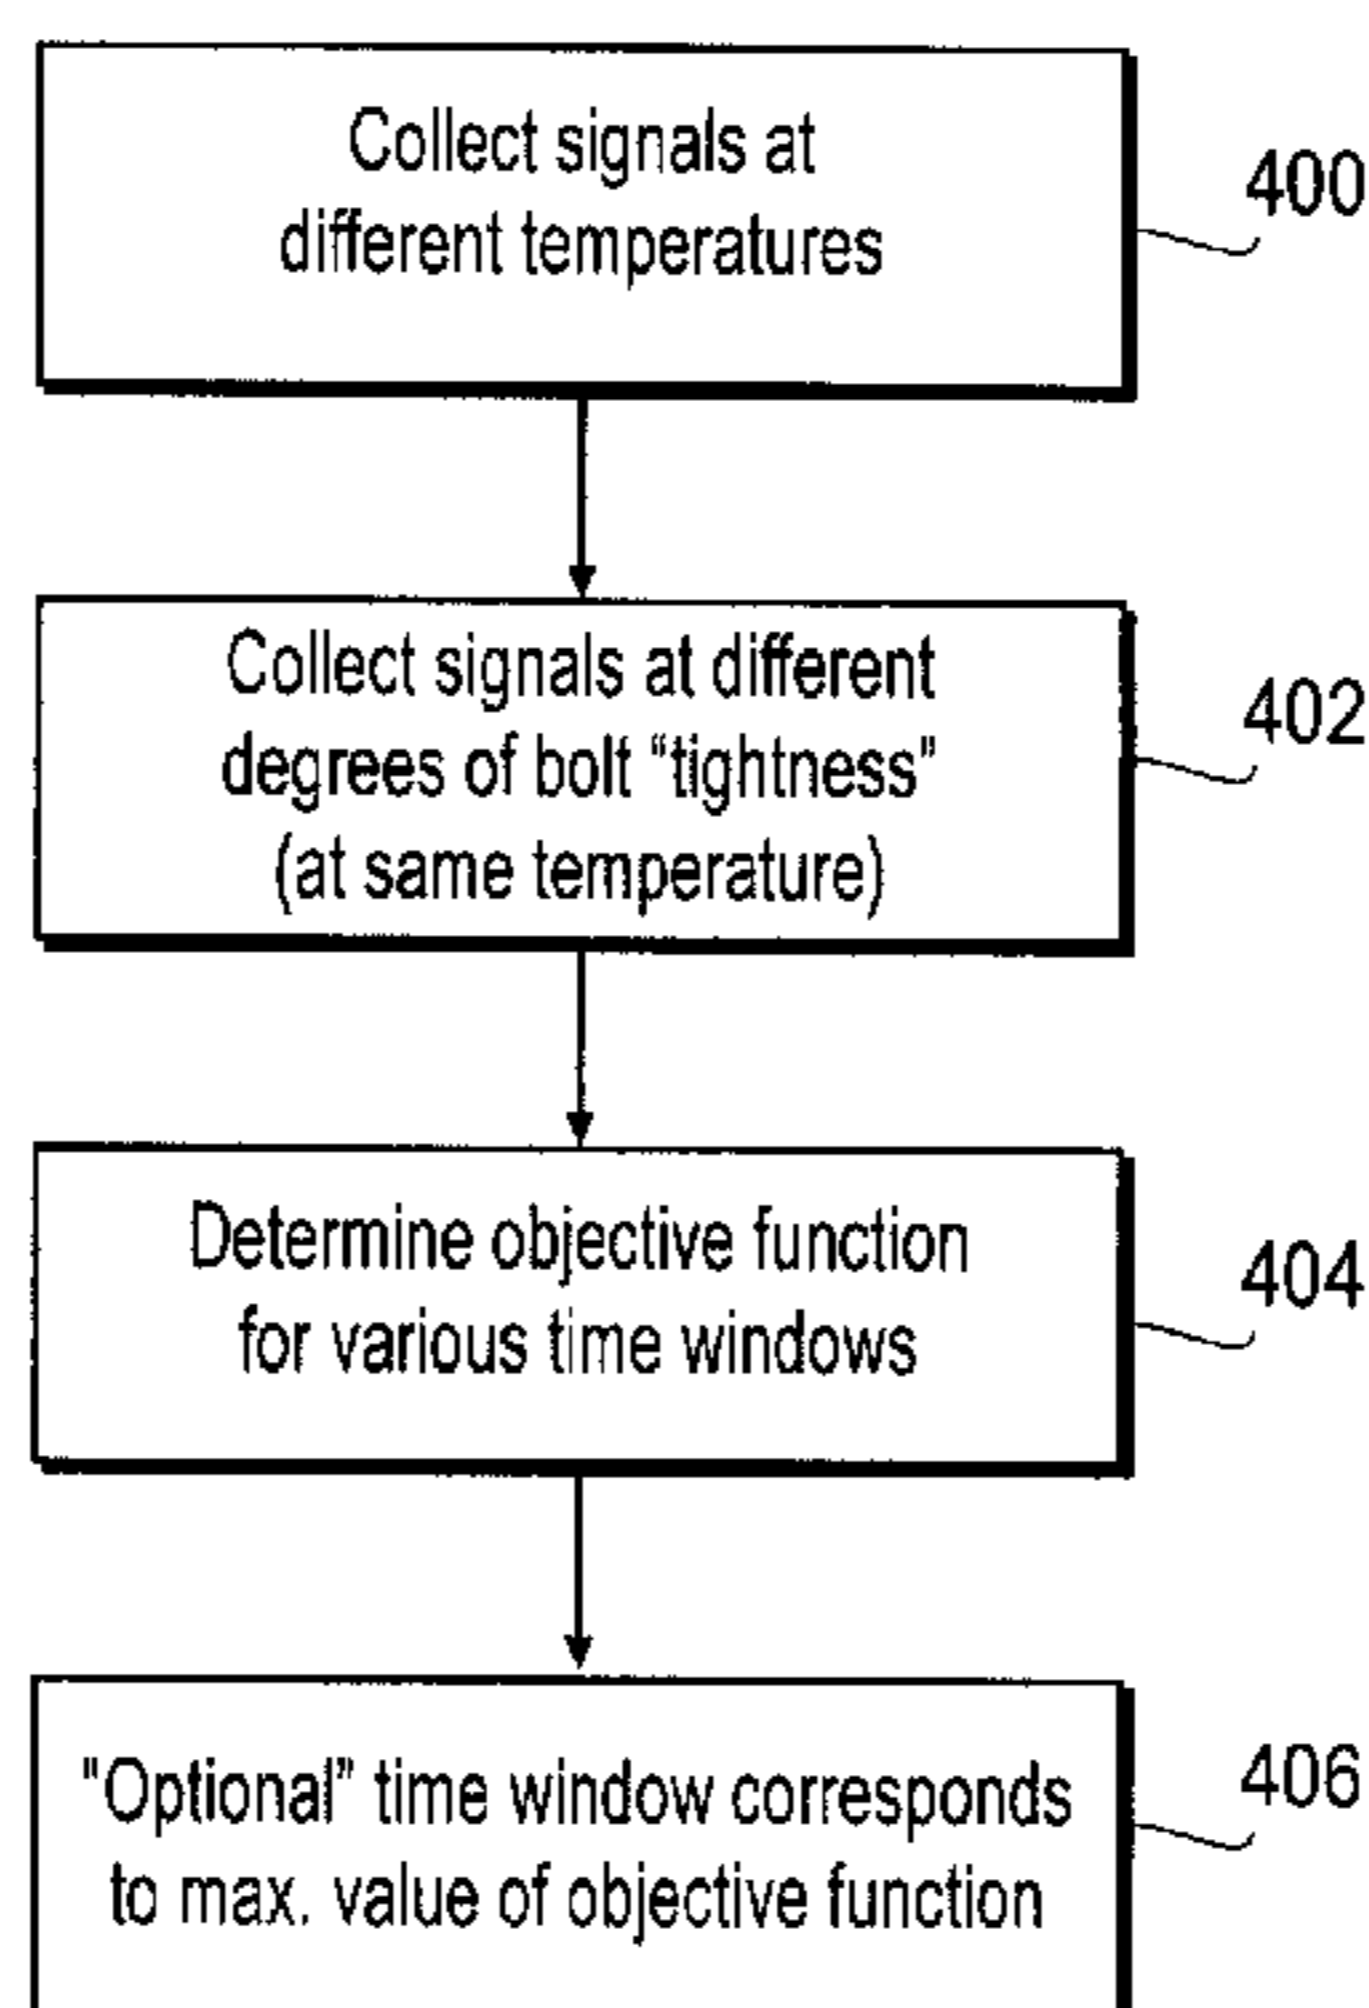 Collect signals at
different temperatures
400
Collect signals at different
degrees of bolt “tightness”
(at same temperature)
402
Determine objective function
for various time windows
404
"Optional” time window corresponds
to max. value of objective function
406